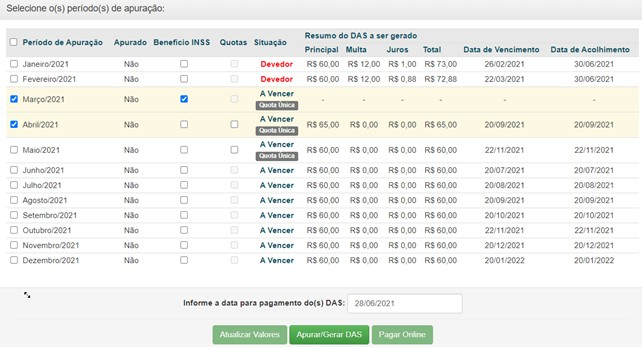 Selecione o(s) período(s) de apuração:
Resumo do DAS a ser gerado
Período de Apuração Apurado Benefício INSS Quotas Situação Principal Multa Juros Total Data de Vencimento Data de Acolhimento
Janeiro/2021 Não Devedor R$ 60,00 R$ 12,00 R$ 1,00 R$ 73,00 26/02/2021 30/06/2021
Fevereiro/2021 Não Devedor R$ 60,00 R$ 12,00 R$ 0,88 R$ 72,88 22/03/2021 30/06/2021
Março/2021 Não A Vencer - - - - - -
Quota Única
Abril/2021 Não A Vencer R$ 65,00 R$ 0,00 R$ 0,00 R$ 65,00 20/09/2021 20/09/2021
Quota Única
Maio/2021 Não A Vencer R$ 60,00 R$ 0,00 R$ 0,00 R$ 60,00 22/11/2021 22/11/2021
Quota Única
Junho/2021 Não A Vencer R$ 60,00 R$ 0,00 R$ 0,00 R$ 60,00 20/07/2021 20/07/2021
Julho/2021 Não A Vencer R$ 60,00 R$ 0,00 R$ 0,00 R$ 60,00 20/08/2021 20/08/2021
Agosto/2021 Não A Vencer R$ 60,00 R$ 0,00 R$ 0,00 R$ 60,00 20/09/2021 20/09/2021
Setembro/2021 Não A Vencer R$ 60,00 R$ 0,00 R$ 0,00 R$ 60,00 20/10/2021 20/10/2021
Outubro/2021 Não A Vencer R$ 60,00 R$ 0,00 R$ 0,00 R$ 60,00 22/11/2021 22/11/2021
Novembro/2021 Não A Vencer R$ 60,00 R$ 0,00 R$ 0,00 R$ 60,00 20/12/2021 20/12/2021
Dezembro/2021 Não A Vencer R$ 60,00 R$ 0,00 R$ 0,00 R$ 60,00 20/01/2022 20/01/2022
Informe a data para pagamento do(s) DAS: 28/06/2021
Atualizar Valores Apurar/Gerar DAS Pagar Online